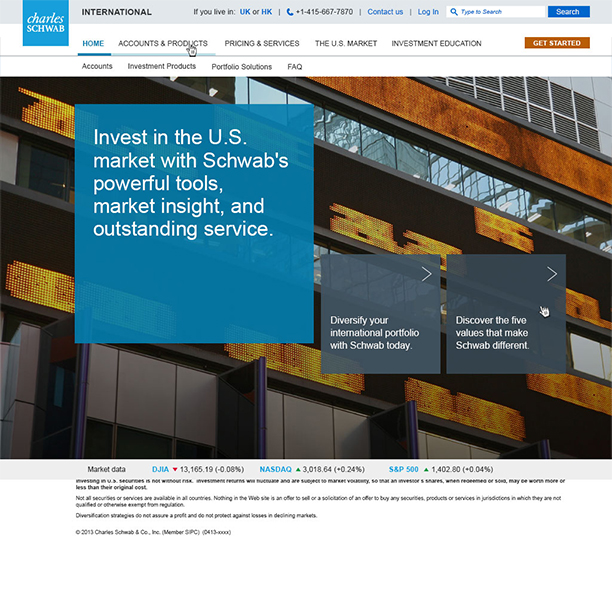 charles
SCHWAB
INTERNATIONAL
If you live in: UK or HK | +1-415-667-7870 | Contact us | Log In
Type to Search
Search
HOME ACCOUNTS & PRODUCTS PRICING & SERVICES THE U.S. MARKET INVESTMENT EDUCATION
GET STARTED
Accounts Investment Products Portfolio Solutions FAQ
Invest in the U.S.
market with Schwab's
powerful tools,
market insight, and
outstanding service.
Diversify your
international portfolio
with Schwab today.
Discover the five
values that make
Schwab different.
Market data DJIA ▼ 13,165.19 (-0.08%) NASDAQ ▲ 3,018.64 (+0.24%) S&P 500 ▲ 1,402.80 (+0.04%)
Investing in U.S. securities is not without risk. Investment returns will fluctuate and are subject to market volatility, so that an investor's shares, when redeemed or sold, may be worth more or
less than their original cost.
Not all securities or services are available in all countries. Nothing in the Web site is an offer to sell or a solicitation of an offer to buy any securities, products or services in jurisdictions in which they are not
qualified or otherwise exempt from regulation.
Diversification strategies do not assure a profit and do not protect against losses in declining markets.
© 2013 Charles Schwab & Co., Inc. (Member SIPC) (0413-xxxx)